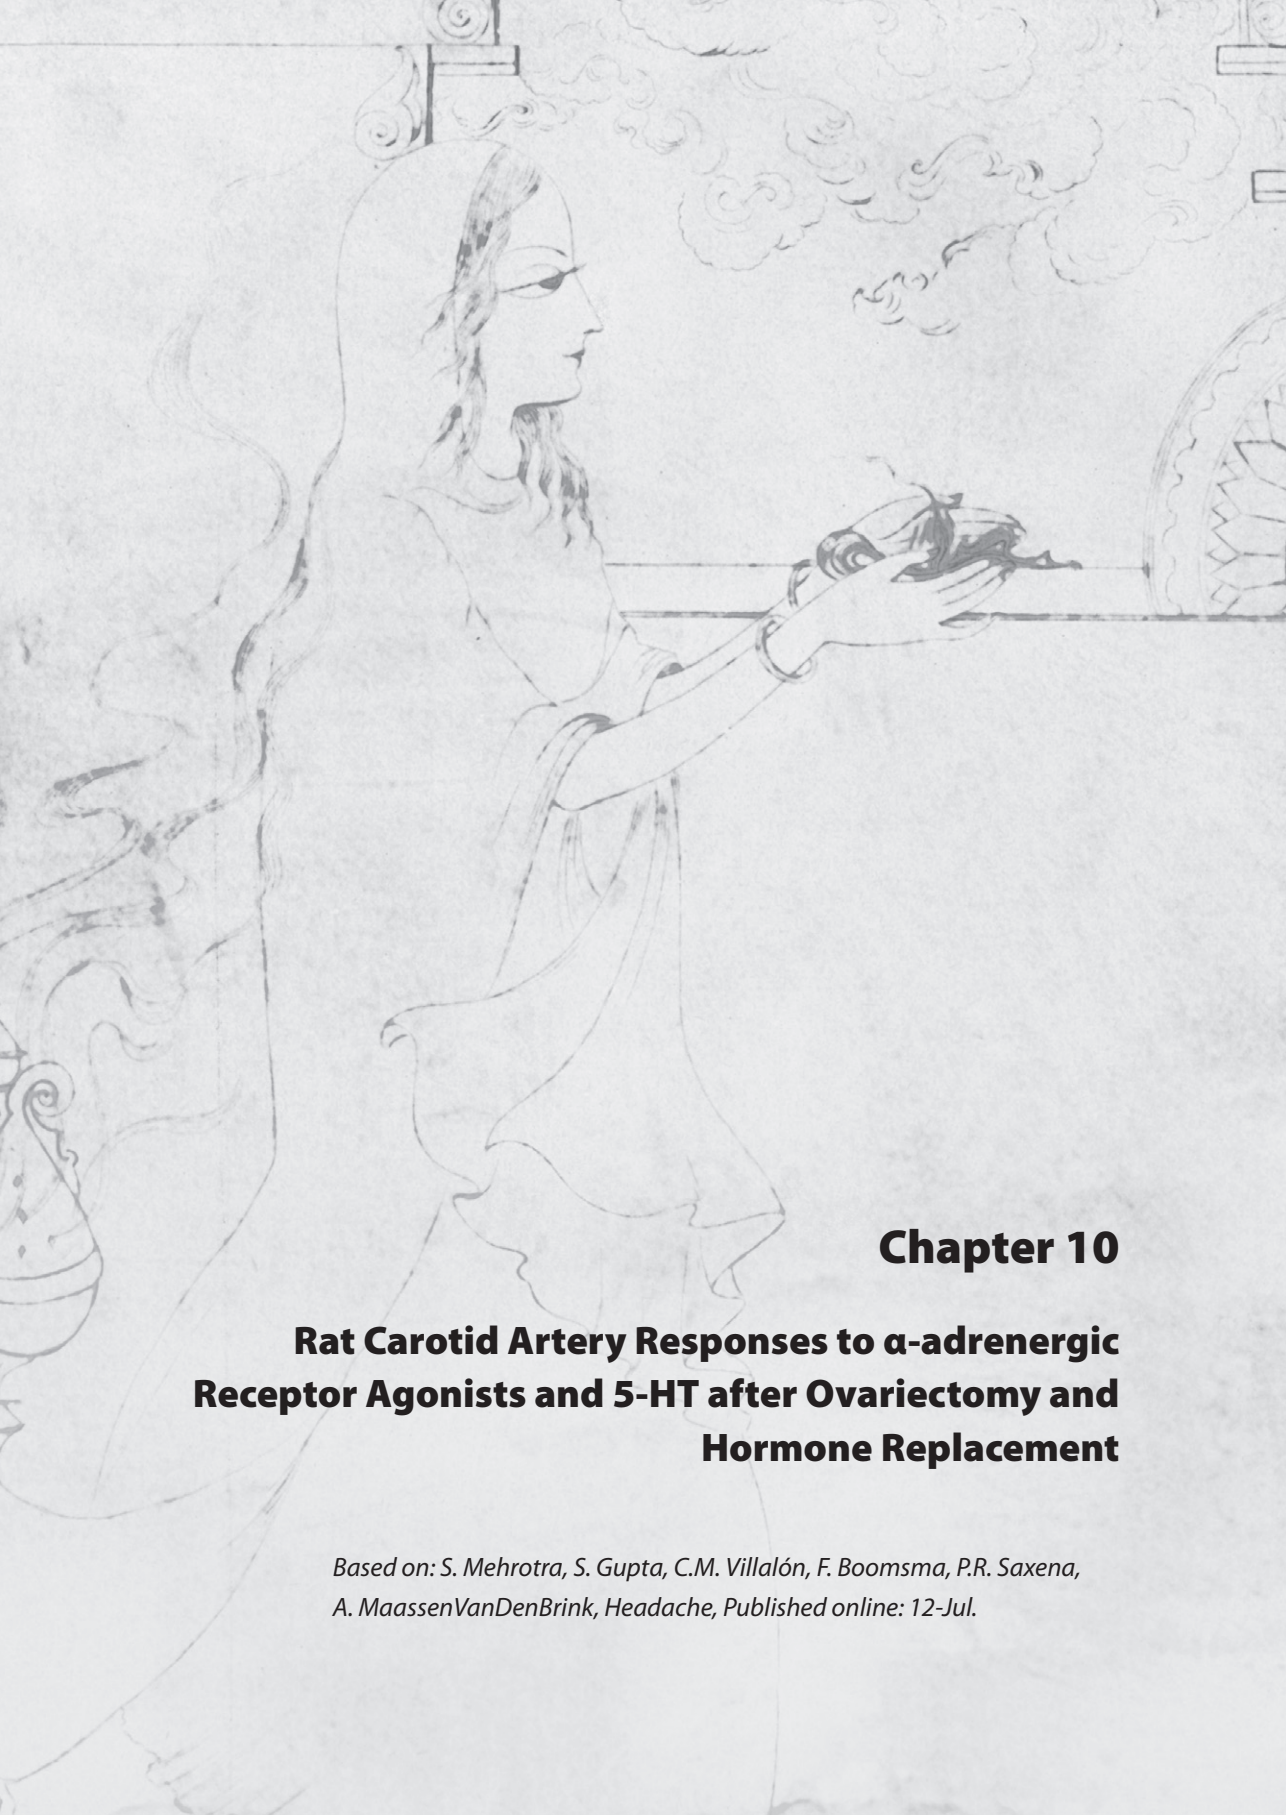 Chapter 10
Rat Carotid Artery Responses to α-adrenergic
Receptor Agonists and 5-HT after Ovariectomy and
Hormone Replacement
Based on: S. Mehrotra, S. Gupta, C.M. Villalón, F. Boomsma, P.R. Saxena,
A. MaassenVanDenBrink, Headache, Published online: 12-Jul.